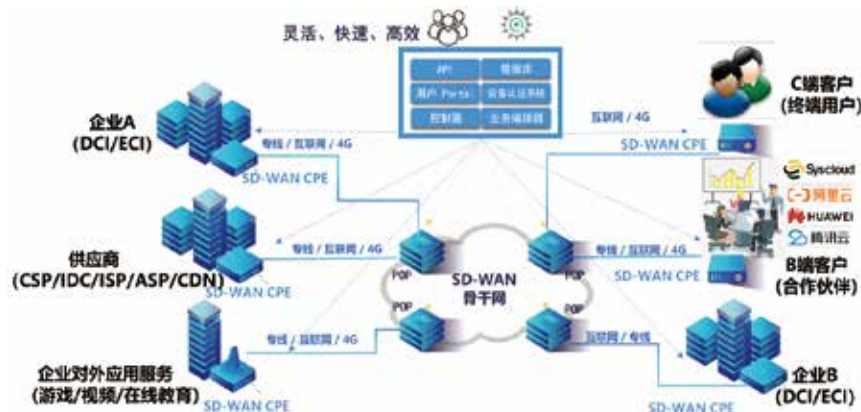 灵活、快速、高效
API
用户 Porta
设备认证系统
控制器
业务编排器
C端客户
(终端用户)
互联网 / 4G
SD-WAN CPE
企业A
(DCI/ECI)
专线 / 互联网 / 4G
SD-WAN CPE
Syscloud
阿里云
HUAWEI
腾讯云
供应商
(CSP/IDC/ISP/ASP/CDN)
专线 / 互联网 / 4G
SD-WAN CPE
POP
POP
SD-WAN
骨干网
POP
POP
专线 / 互联网 / 4G
SD-WAN CPE
B端客户
(合作伙伴)
企业对外应用服务
(游戏/视频/在线教育)
专线 / 互联网 / 4G
SD-WAN CPE
互联网 / 专线
SD-WAN CPE
企业B
(DCI/ECI)